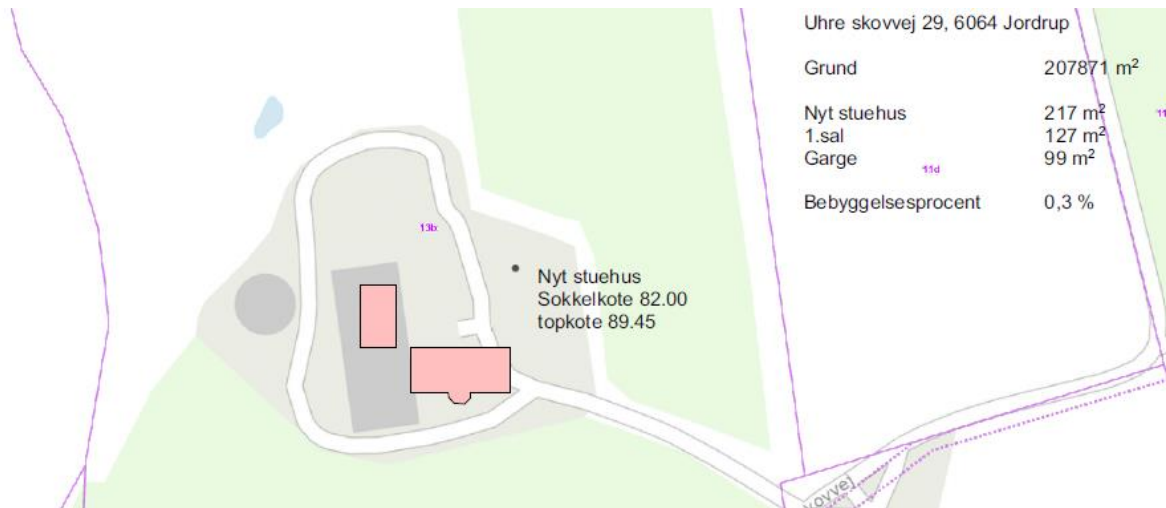 Uhre skovvej 29, 6064 Jordrup
Grund 207871 m²
Nyt stuehus 217 m²
1.sal 127 m²
Garge 99 m²
11d
Bebyggelsesprocent 0,3 %
13b
Nyt stuehus
Sokkelkote 82.00
topkote 89.45